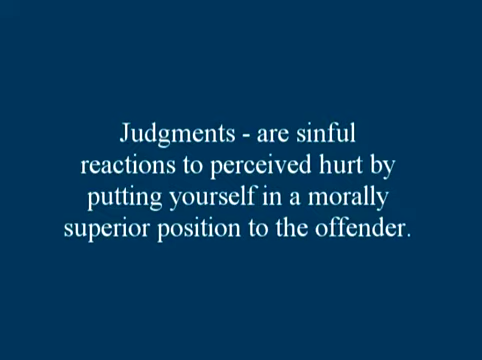 Judgments - are sinful
reactions to perceived hurt by
putting yourself in a morally
superior position to the offender.